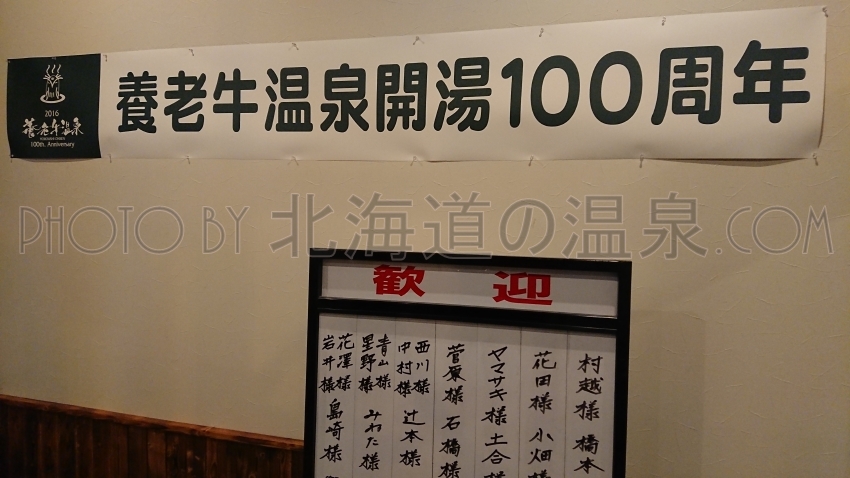 養老牛温泉開湯100周年
2016
養老牛温泉
100th. Anniversary
PHOTO BY 北海道の温泉.COM
歓迎
村越様 橋本
花田様 小畑様
ヤマサキ様 土合様
菅原様 石橋様
西川様
中村様 辻本様
青山様
星野様 みわた様
花澤様
岩井様 島崎様